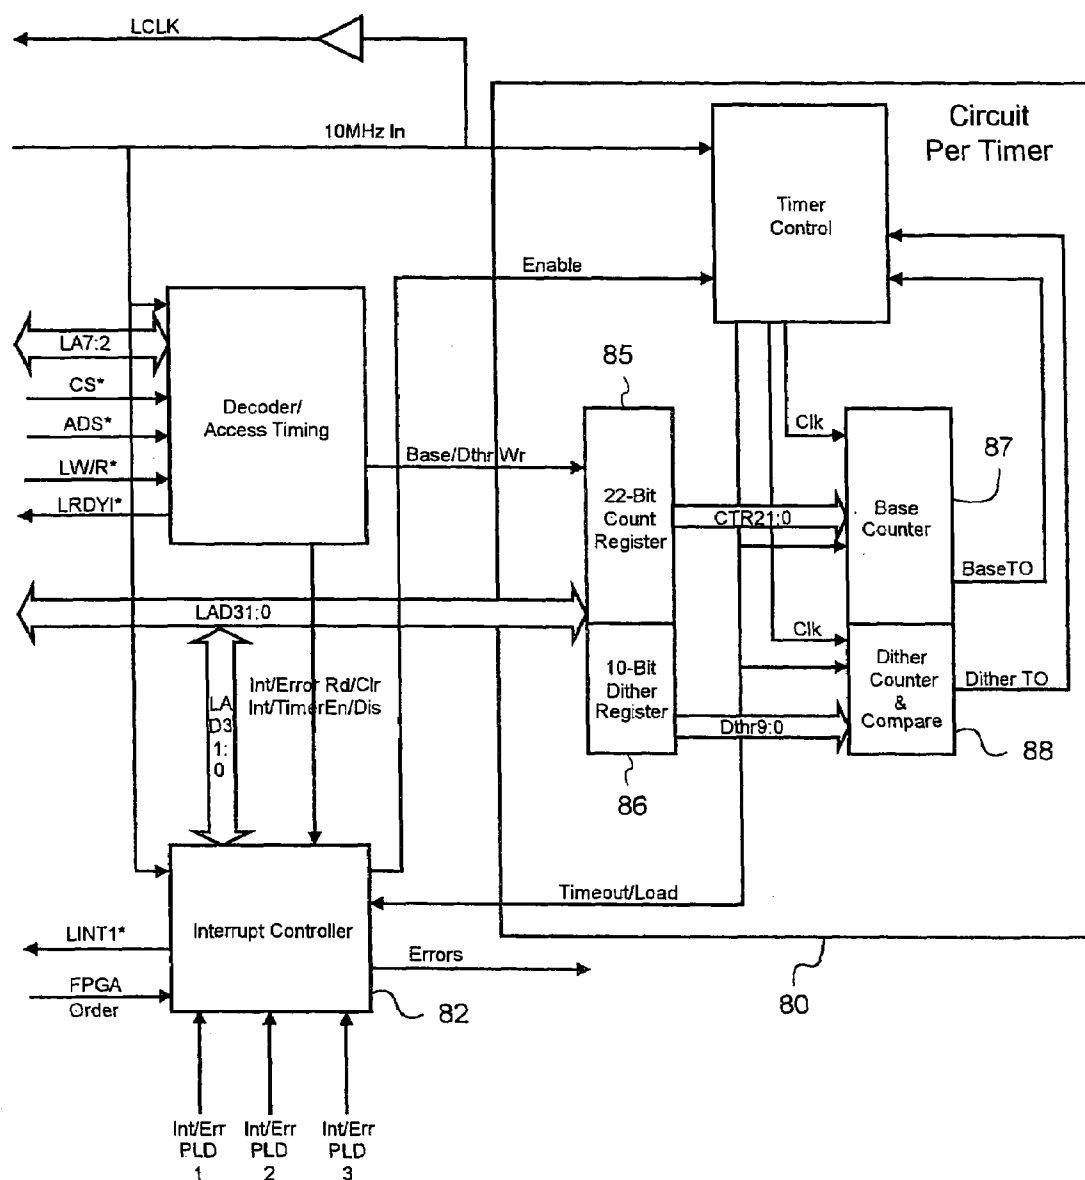 LCLK
10MHz In
Circuit
Per Timer
Timer
Control
Enable
LA7:2
CS*
ADS*
LW/R*
LRDYI*
Decoder/
Access Timing
Base/Dthr Wr
85
22-Bit
Count
Register
CTR21:0
Clk
Base
Counter
87
BaseTO
LAD31:0
10-Bit
Dither
Register
Dthr9:0
86
Clk
Dither
Counter
&
Compare
Dither TO
88
LA
D3
1:
0
Int/Error Rd/Clr
Int/TimerEn/Dis
Timeout/Load
Interrupt Controller
LINT1*
FPGA
Order
Errors
82
80
Int/Err
PLD
1
Int/Err
PLD
2
Int/Err
PLD
3